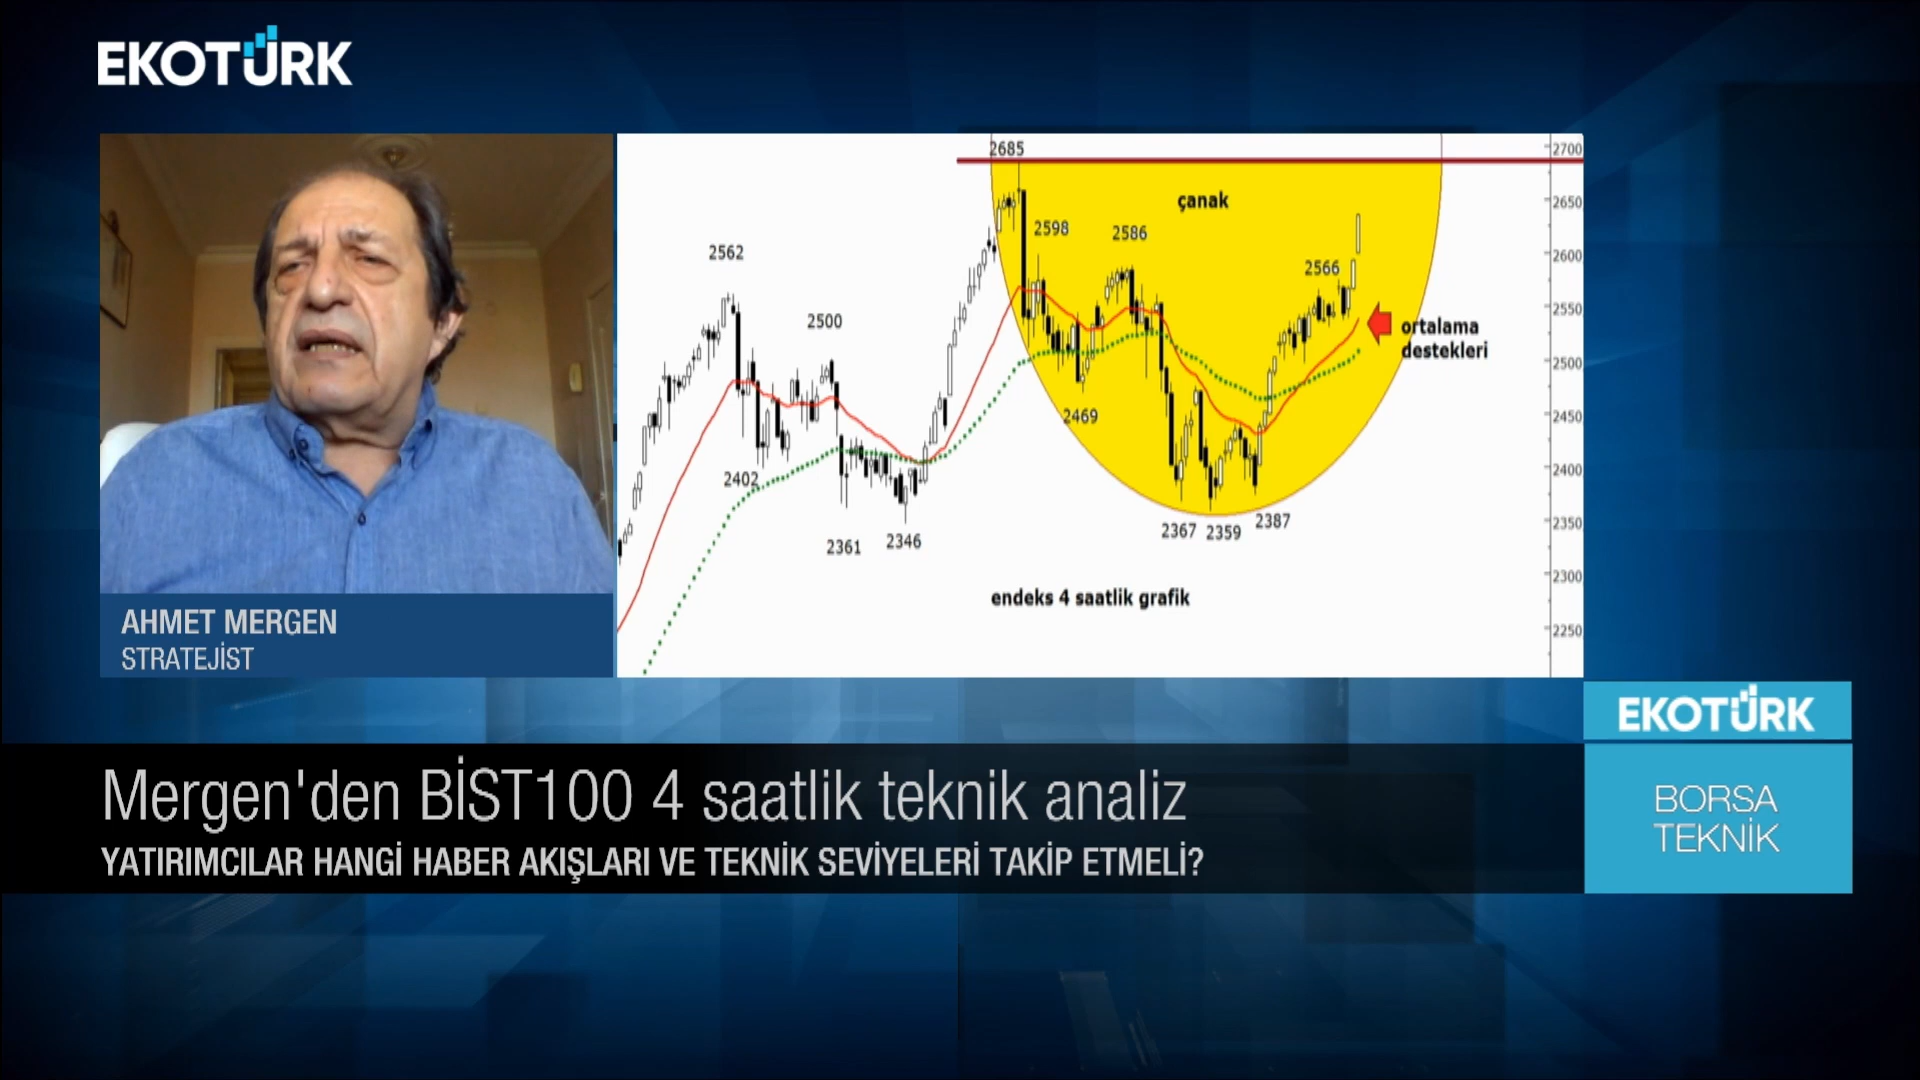 EKOTÜRK
2685
2700
2650
2600
2550
2500
2450
2400
2350
2300
2250
çanak
2562
2598
2586
2566
2500
ortalama
destekleri
2469
2402
2361
2346
2367
2359
2387
endeks 4 saatlik grafik
AHMET MERGEN
STRATEJİST
EKOTÜRK
Mergen'den BİST100 4 saatlik teknik analiz
YATIRIMCILAR HANGİ HABER AKIŞLARI VE TEKNİK SEVİYELERİ TAKİP ETMELİ?
BORSA
TEKNİK